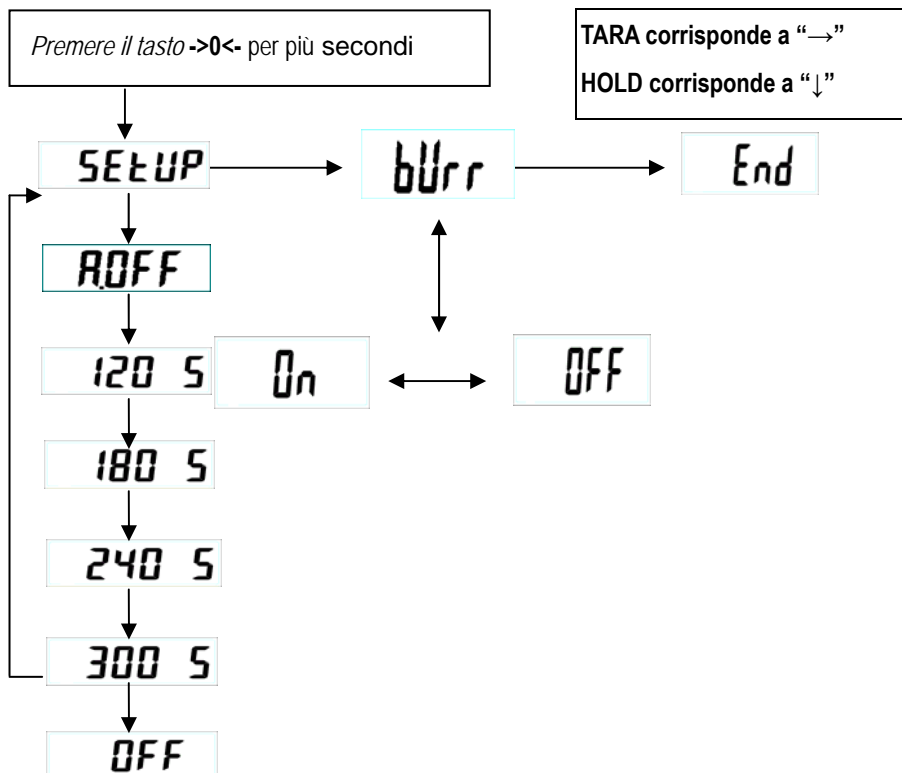 Premere il tasto ->0<- per più secondi
TARA corrisponde a “→”
HOLD corrisponde a “↓”
SEtUP
bUrr
End
A.OFF
120 S
On
OFF
180 S
240 S
300 S
OFF